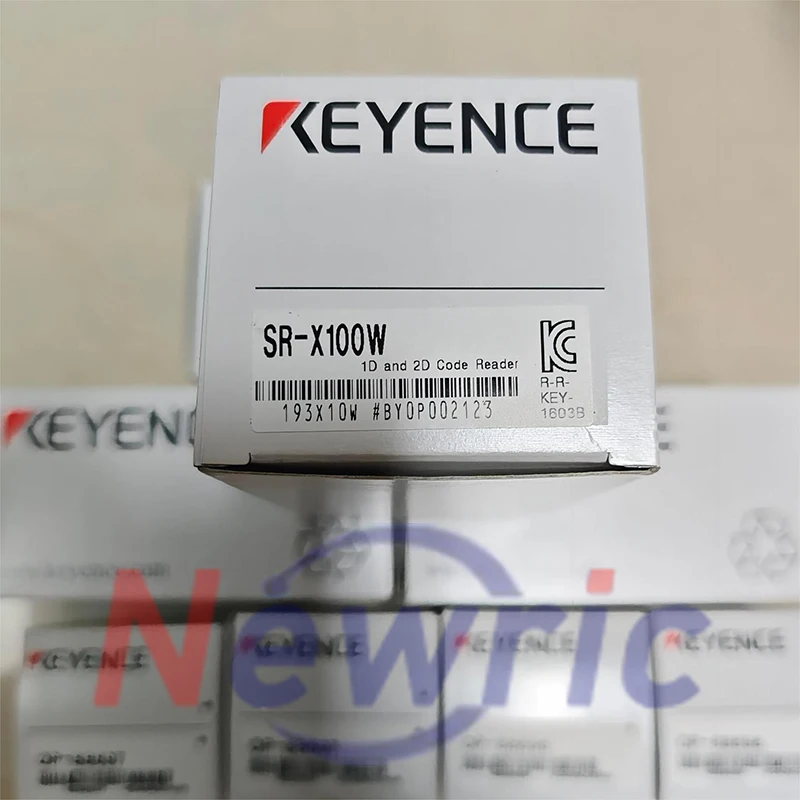 KEYENCE
SR-X100W
1D and 2D Code Reader
193X10W #BY0P002123
R-R-
KEY-
1603B
KEYENC
E
Newric
KEYENCE
KEYENCE
KEYENCE
KEYENCE